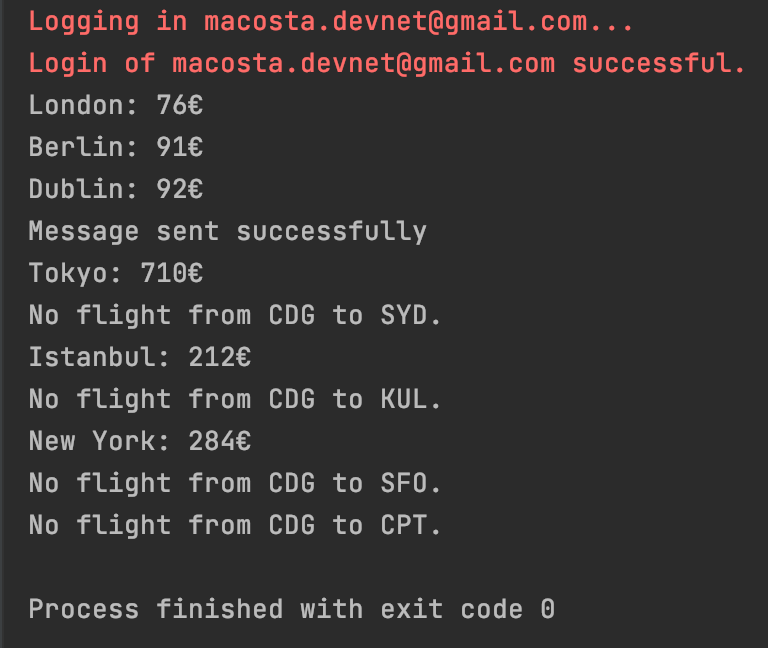 Logging in macosta.devnet@gmail.com...
Login of macosta.devnet@gmail.com successful.
London: 76€
Berlin: 91€
Dublin: 92€
Message sent successfully
Tokyo: 710€
No flight from CDG to SYD.
Istanbul: 212€
No flight from CDG to KUL.
New York: 284€
No flight from CDG to SFO.
No flight from CDG to CPT.
Process finished with exit code 0